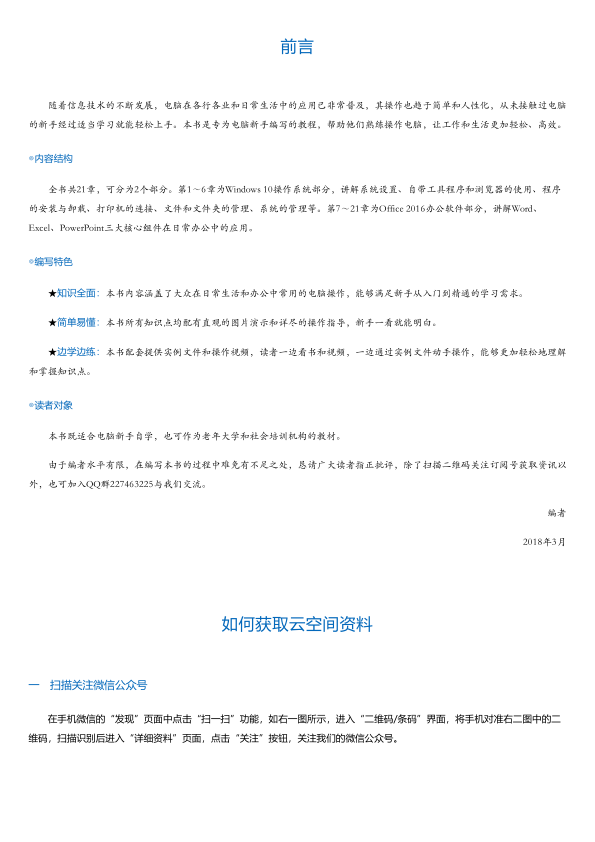 前言
随着信息技术的不断发展，电脑在各行各业和日常生活中的应用已非常普及，其操作也趋于简单和人性化，从未接触过电脑
的新手经过适当学习就能轻松上手。本书是专为电脑新手编写的教程，帮助他们熟练操作电脑，让工作和生活更加轻松、高效。
◎内容结构
全书共21章，可分为2个部分。第1～6章为Windows 10操作系统部分，讲解系统设置、自带工具程序和浏览器的使用、程序
的安装与卸载、打印机的连接、文件和文件夹的管理、系统的管理等。第7～21章为Office 2016办公软件部分，讲解Word、
Excel、PowerPoint三大核心组件在日常办公中的应用。
◎编写特色
★知识全面：本书内容涵盖了大众在日常生活和办公中常用的电脑操作，能够满足新手从入门到精通的学习需求。
★简单易懂：本书所有知识点均配有直观的图片演示和详尽的操作指导，新手一看就能明白。
★边学边练：本书配套提供实例文件和操作视频，读者一边看书和视频，一边通过实例文件动手操作，能够更加轻松地理解
和掌握知识点。
◎读者对象
本书既适合电脑新手自学，也可作为老年大学和社会培训机构的教材。
由于编者水平有限，在编写本书的过程中难免有不足之处，恳请广大读者指正批评，除了扫描二维码关注订阅号获取资讯以
外，也可加入QQ群227463225与我们交流。
编者
2018年3月
如何获取云空间资料
一 扫描关注微信公众号
在手机微信的“发现”页面中点击“扫一扫”功能，如右一图所示，进入“二维码/条码”界面，将手机对准右二图中的二
维码，扫描识别后进入“详细资料”页面，点击“关注”按钮，关注我们的微信公众号。